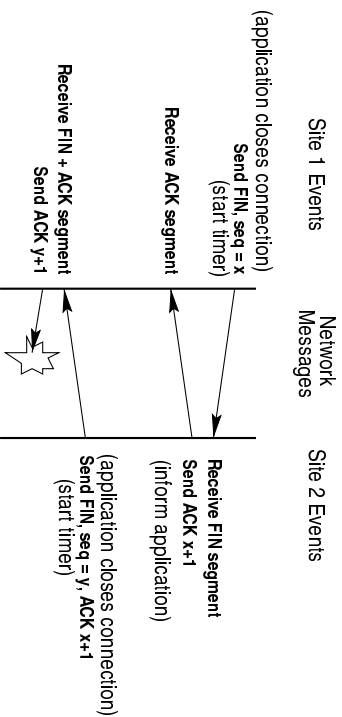 Site 1 Events
Network
Messages
Site 2 Events
(application closes connection)
Send FIN, seq = x
(start timer)
Receive FIN segment
Send ACK x+1
(inform application)
Receive ACK segment
(application closes connection)
Send FIN, seq = y, ACK x+1
(start timer)
Receive FIN + ACK segment
Send ACK y+1